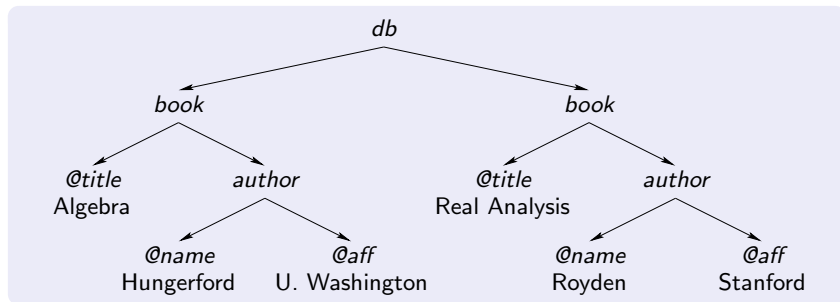 db
book book
@title author @title author
Algebra Real Analysis
@name @aff @name @aff
Hungerford U. Washington Royden Stanford